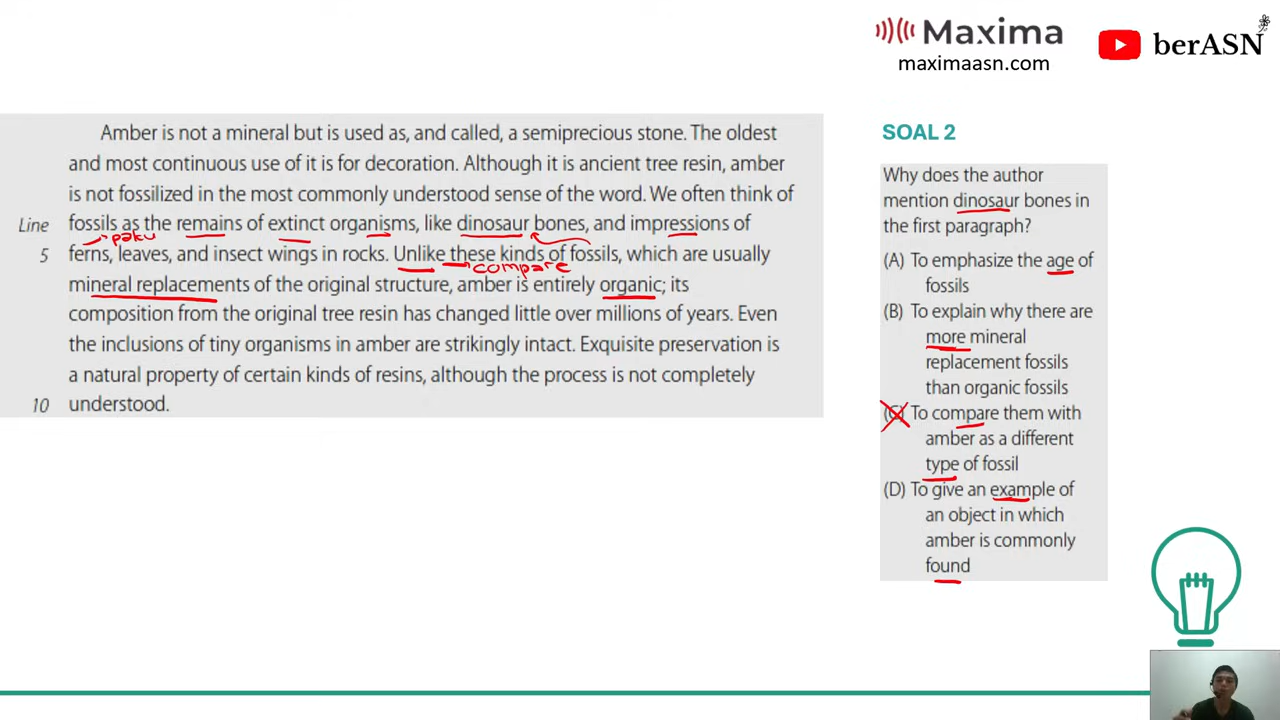 Maxima
maximaasn.com
berASN
Amber is not a mineral but is used as, and called, a semiprecious stone. The oldest
and most continuous use of it is for decoration. Although it is ancient tree resin, amber
is not fossilized in the most commonly understood sense of the word. We often think of
Line fossils as the remains of extinct organisms, like dinosaur bones, and impressions of
paku
5 ferns, leaves, and insect wings in rocks. Unlike these kinds of fossils, which are usually
compare
mineral replacements of the original structure, amber is entirely organic; its
composition from the original tree resin has changed little over millions of years. Even
the inclusions of tiny organisms in amber are strikingly intact. Exquisite preservation is
a natural property of certain kinds of resins, although the process is not completely
10 understood.
SOAL 2
Why does the author
mention dinosaur bones in
the first paragraph?
(A) To emphasize the age of
fossils
(B) To explain why there are
more mineral
replacement fossils
than organic fossils
(C) To compare them with
amber as a different
type of fossil
(D) To give an example of
an object in which
amber is commonly
found